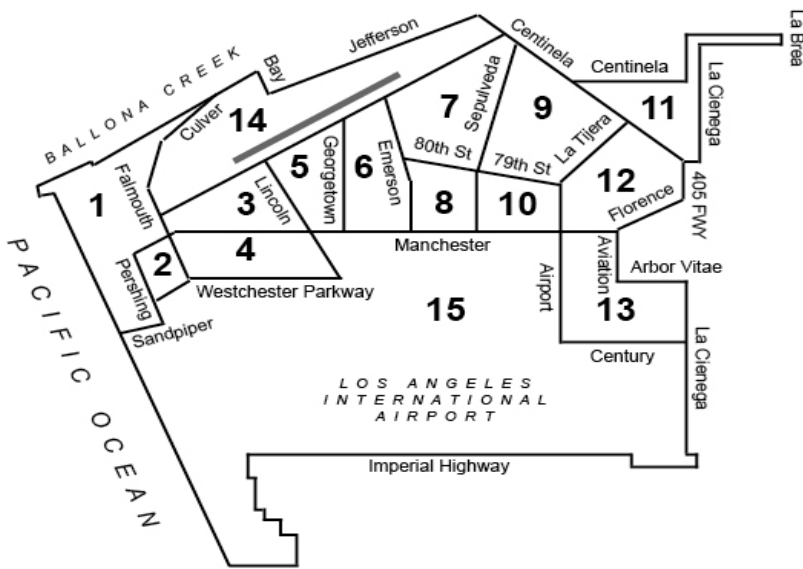 La Brea
Jefferson
Centinela
Centinela
La Cienega
BALLONA CREEK
Bay
Culver
14
7
Sepulveda
9
11
80th St
79th St
La Tijera
5
Georgetown
6
Emerson
Falmouth
1
3
Lincoln
8
10
12
Florence
405 FWY
2
4
Manchester
Pershing
Westchester Parkway
Airport
Aviation
Arbor Vitae
15
13
Sandpiper
Century
La Cienega
PACIFIC OCEAN
LOS ANGELES
INTERNATIONAL
AIRPORT
Imperial Highway